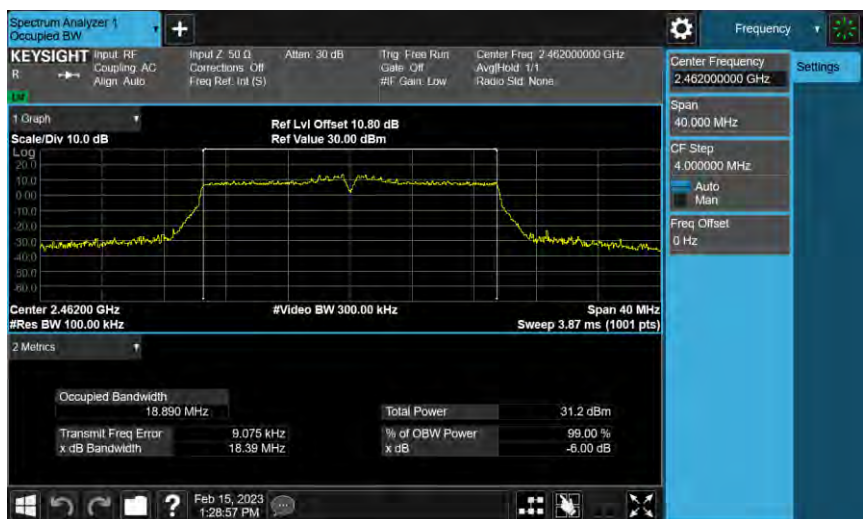 Spectrum Analyzer 1
Occupied BW
+
Frequency
KEYSIGHT Input: RF
R
Coupling: AC
Align: Auto
Input Z: 50 Ω
Corrections: Off
Freq Ref: Int (S)
Atten: 30 dB
Trig: Free Run
Gate: Off
#IF Gain: Low
Center Freq: 2.462000000 GHz
Avg|Hold: 1/1
Radio Std: None
Center Frequency
2.462000000 GHz
Settings
Span
40.000 MHz
CF Step
4.000000 MHz
Auto
Man
Freq Offset
0 Hz
1 Graph
Scale/Div 10.0 dB
Ref Lvl Offset 10.80 dB
Ref Value 30.00 dBm
Log
20.0
10.0
0.00
-10.0
-20.0
-30.0
-40.0
-50.0
-60.0
Center 2.46200 GHz
#Res BW 100.00 kHz
#Video BW 300.00 kHz
Span 40 MHz
Sweep 3.87 ms (1001 pts)
2 Metrics
Occupied Bandwidth
18.890 MHz
Total Power 31.2 dBm
Transmit Freq Error 9.075 kHz
% of OBW Power 99.00 %
x dB Bandwidth 18.39 MHz
x dB -6.00 dB
?
Feb 15, 2023
1:28:57 PM